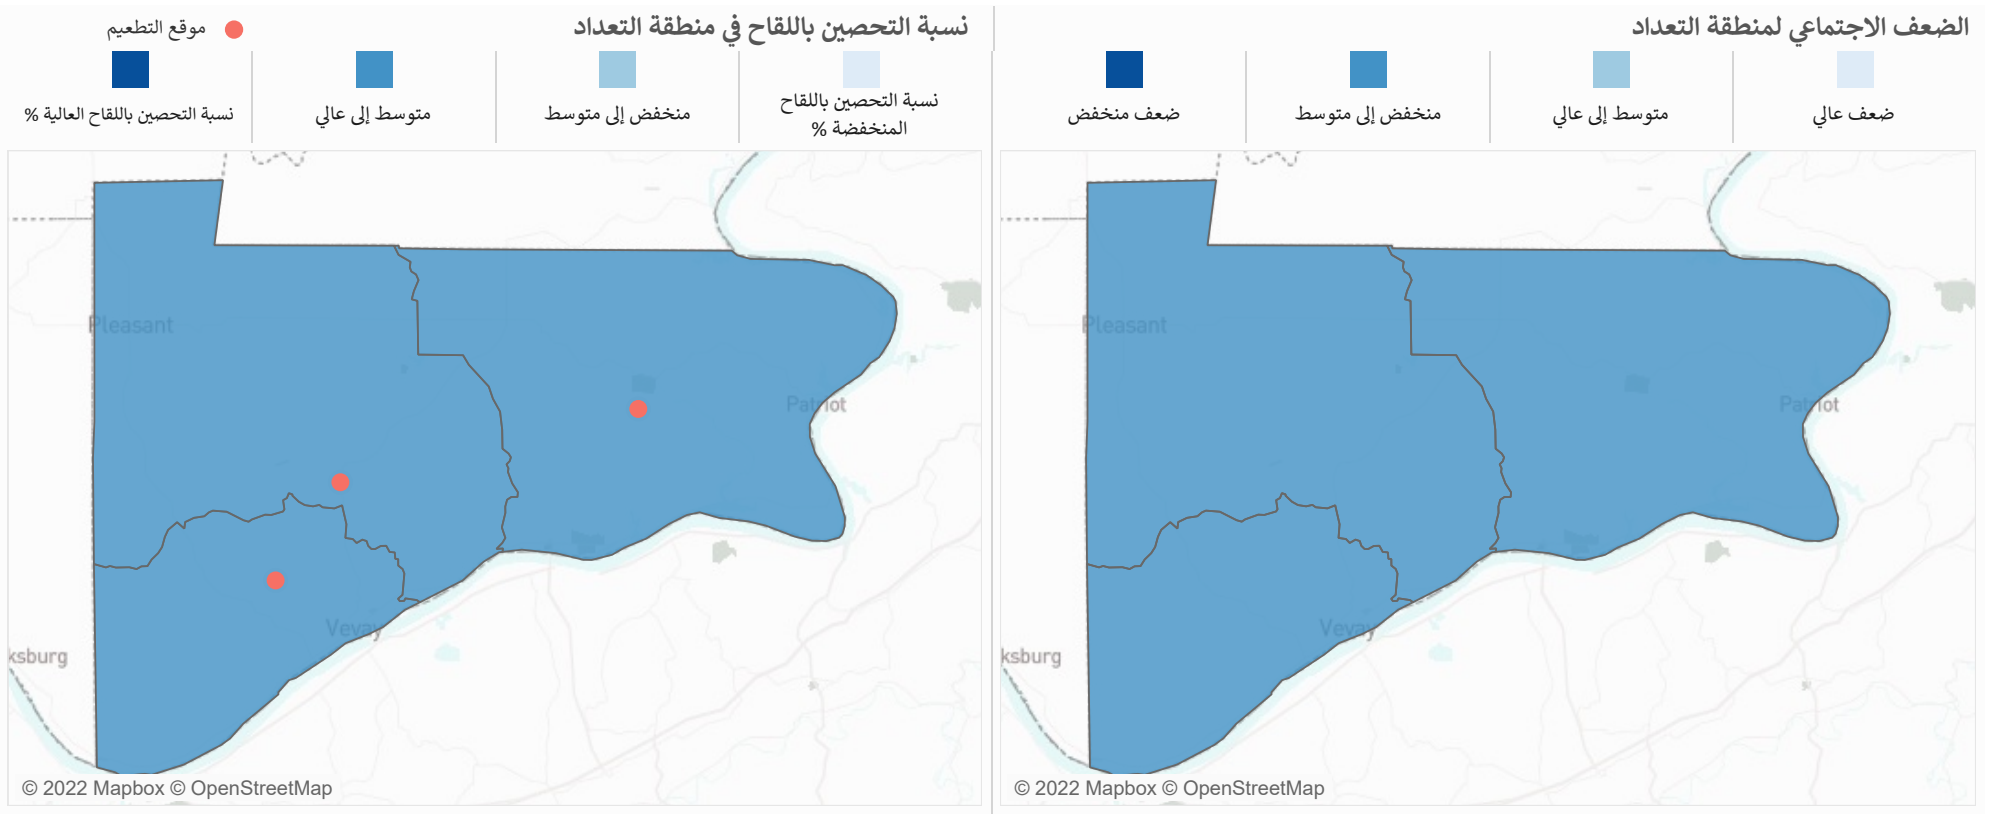 الضعف الاجتماعي لمنطقة التعداد
ضعف عالي
متوسط إلى عالي
منخفض إلى متوسط
ضعف منخفض
Pleasant
Patriot
Vevay
ksburg
© 2022 Mapbox © OpenStreetMap
نسبة التحصين باللقاح في منطقة التعداد
موقع التطعيم
نسبة التحصين باللقاح
المنخفضة %
منخفض إلى متوسط
متوسط إلى عالي
نسبة التحصين باللقاح العالية %
Pleasant
Patriot
Vevay
ksburg
© 2022 Mapbox © OpenStreetMap